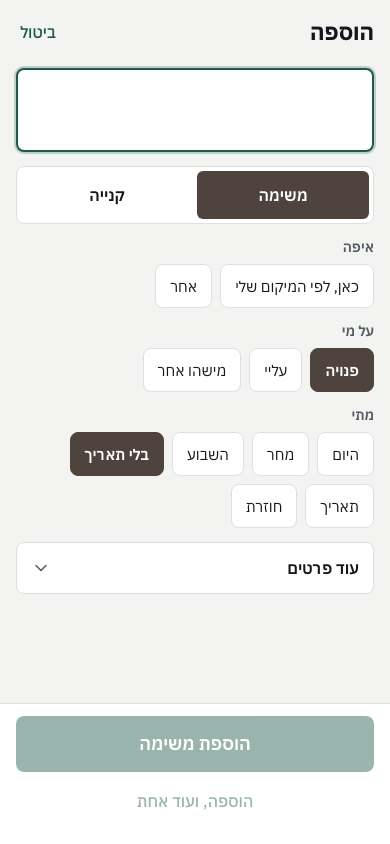 הוספה
ביטול
משימה
קנייה
איפה
כאן, לפי המיקום שלי
אחר
על מי
פנויה
עליי
מישהו אחר
מתי
היום
מחר
השבוע
בלי תאריך
תאריך
חוזרת
עוד פרטים
הוספת משימה
הוספה, ועוד אחת